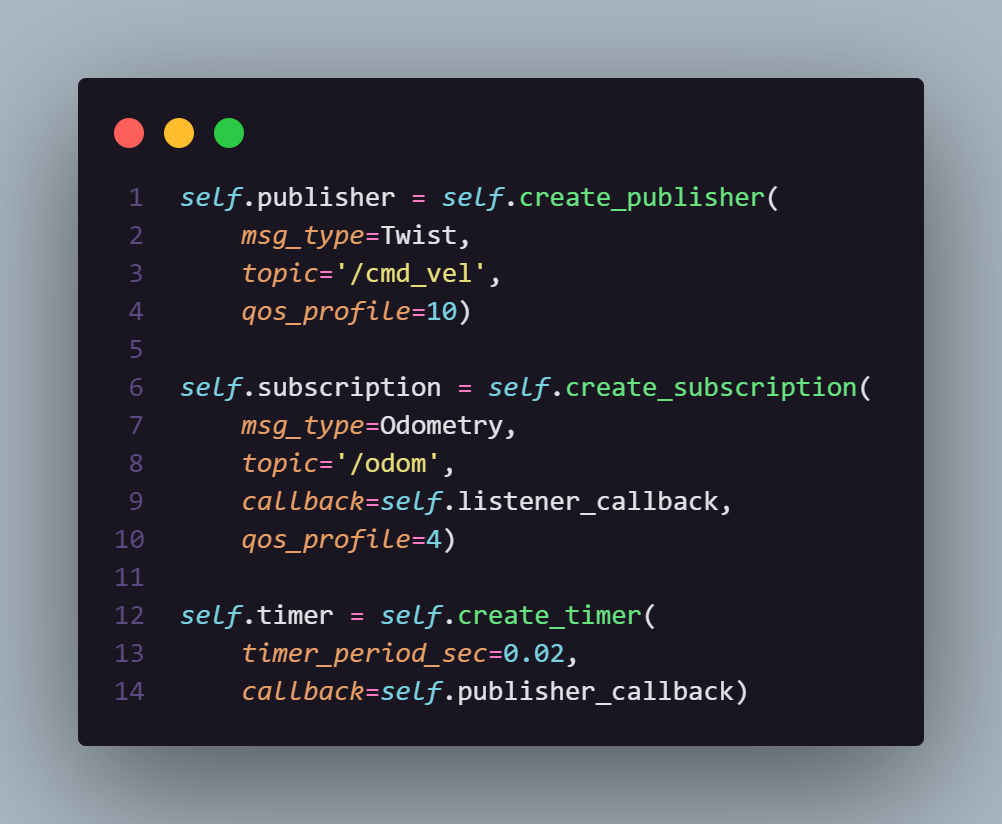 1 self.publisher = self.create_publisher(
2     msg_type=Twist,
3     topic='/cmd_vel',
4     qos_profile=10)
5
6 self.subscription = self.create_subscription(
7     msg_type=Odometry,
8     topic='/odom',
9     callback=self.listener_callback,
10     qos_profile=4)
11
12 self.timer = self.create_timer(
13     timer_period_sec=0.02,
14     callback=self.publisher_callback)